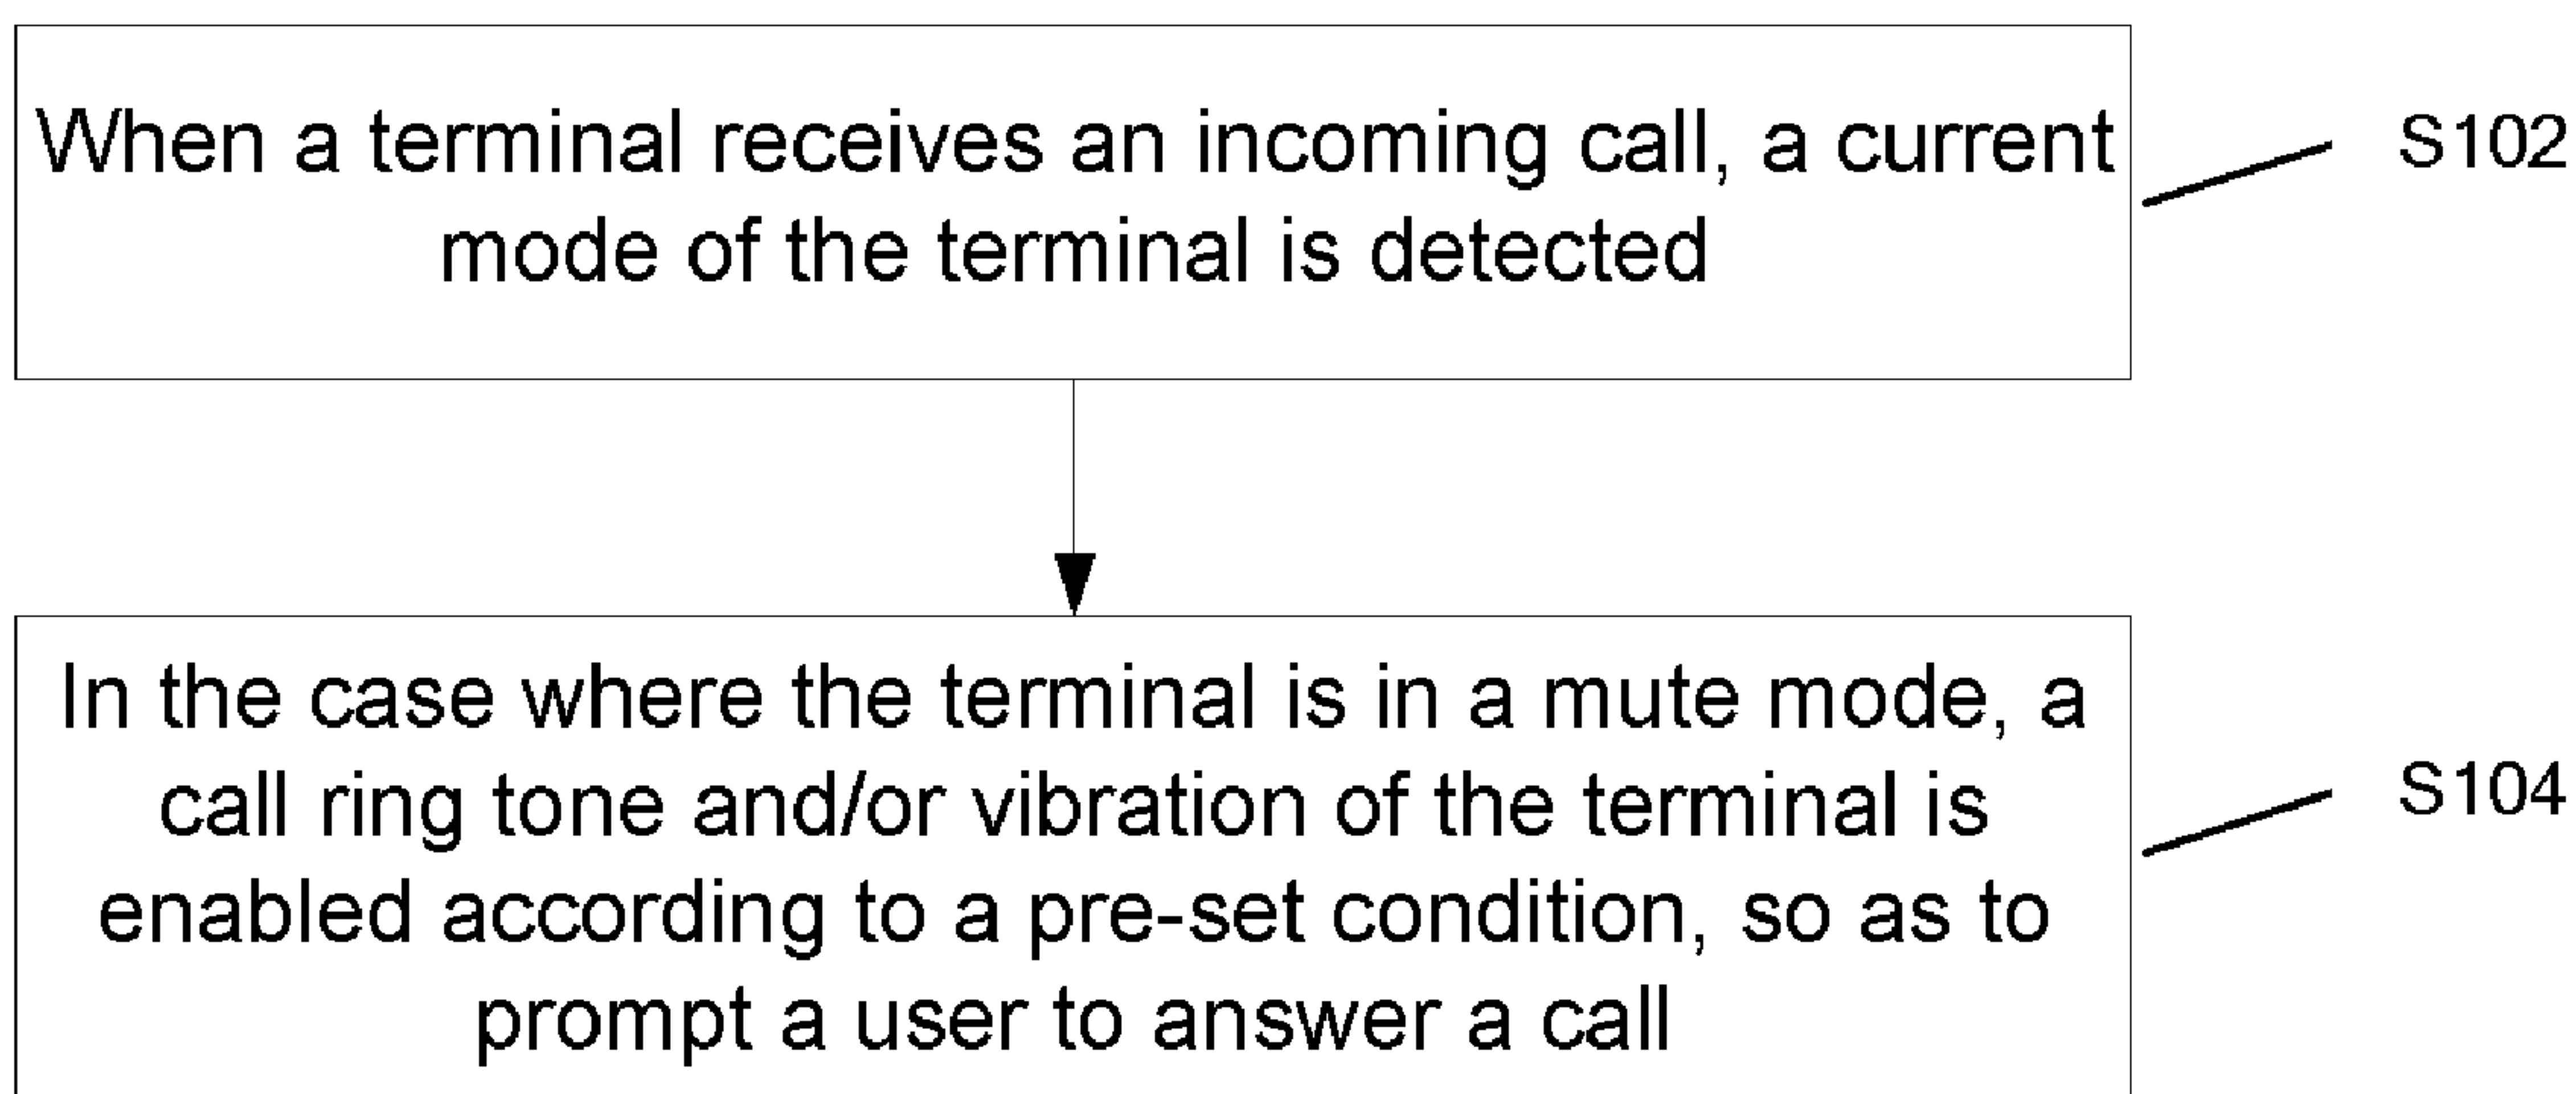 When a terminal receives an incoming call, a current
mode of the terminal is detected
S102
In the case where the terminal is in a mute mode, a
call ring tone and/or vibration of the terminal is
enabled according to a pre-set condition, so as to
prompt a user to answer a call
S104